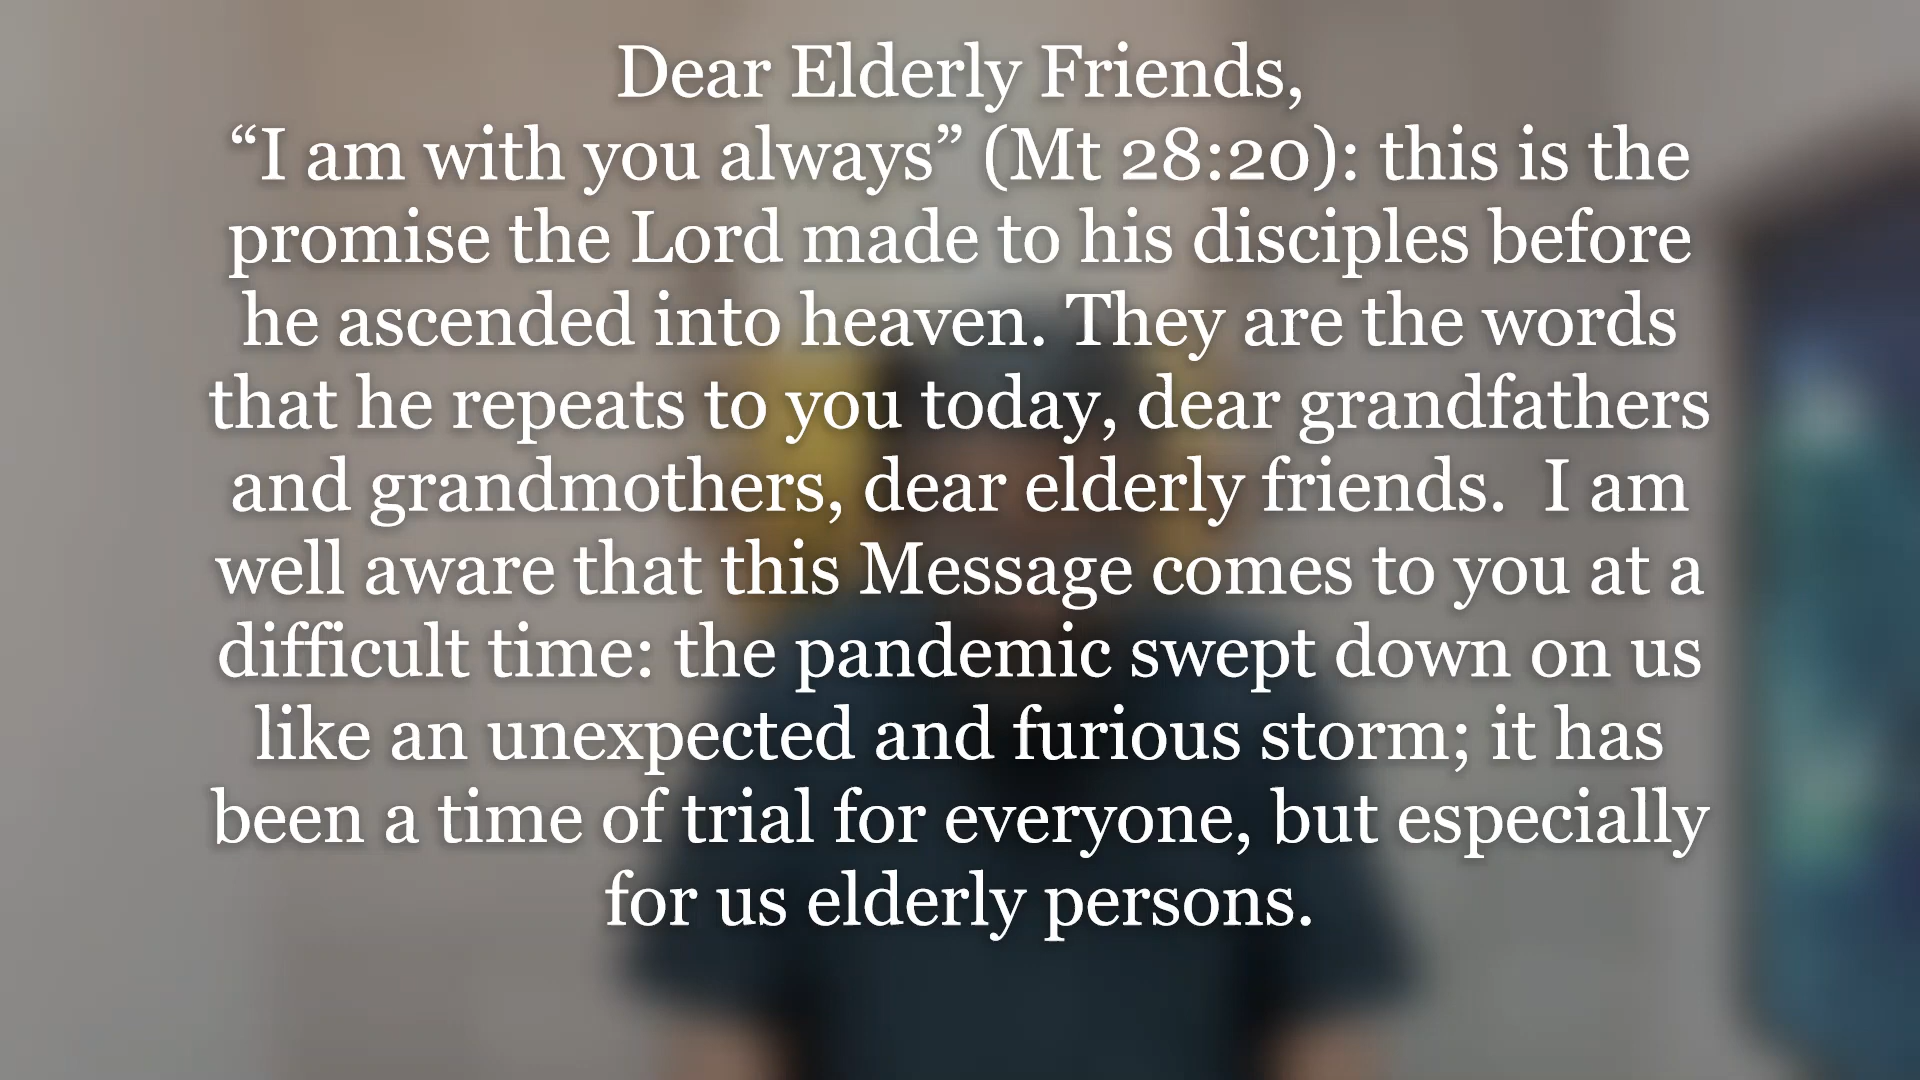 Dear Elderly Friends,
“I am with you always” (Mt 28:20): this is the
promise the Lord made to his disciples before
he ascended into heaven. They are the words
that he repeats to you today, dear grandfathers
and grandmothers, dear elderly friends.  I am
well aware that this Message comes to you at a
difficult time: the pandemic swept down on us
like an unexpected and furious storm; it has
been a time of trial for everyone, but especially
for us elderly persons.